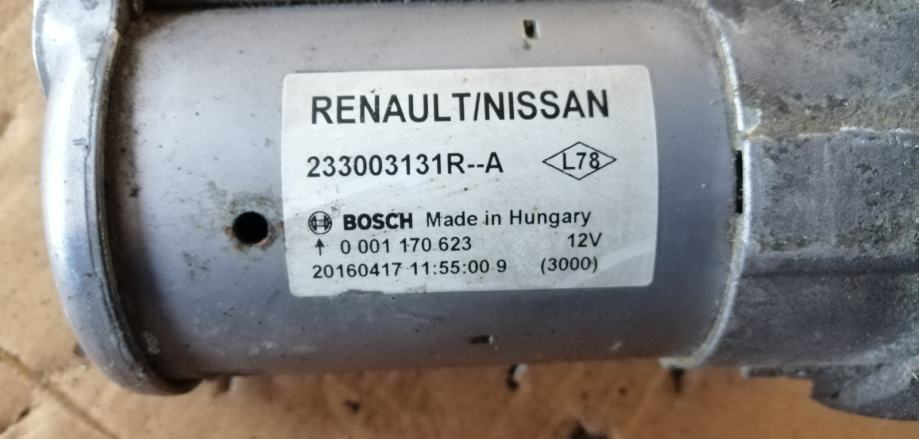 RENAULT/NISSAN
233003131R--A L78
BOSCH Made in Hungary
↑ 0 001 170 623 12V
20160417 11:55:00 9 (3000)